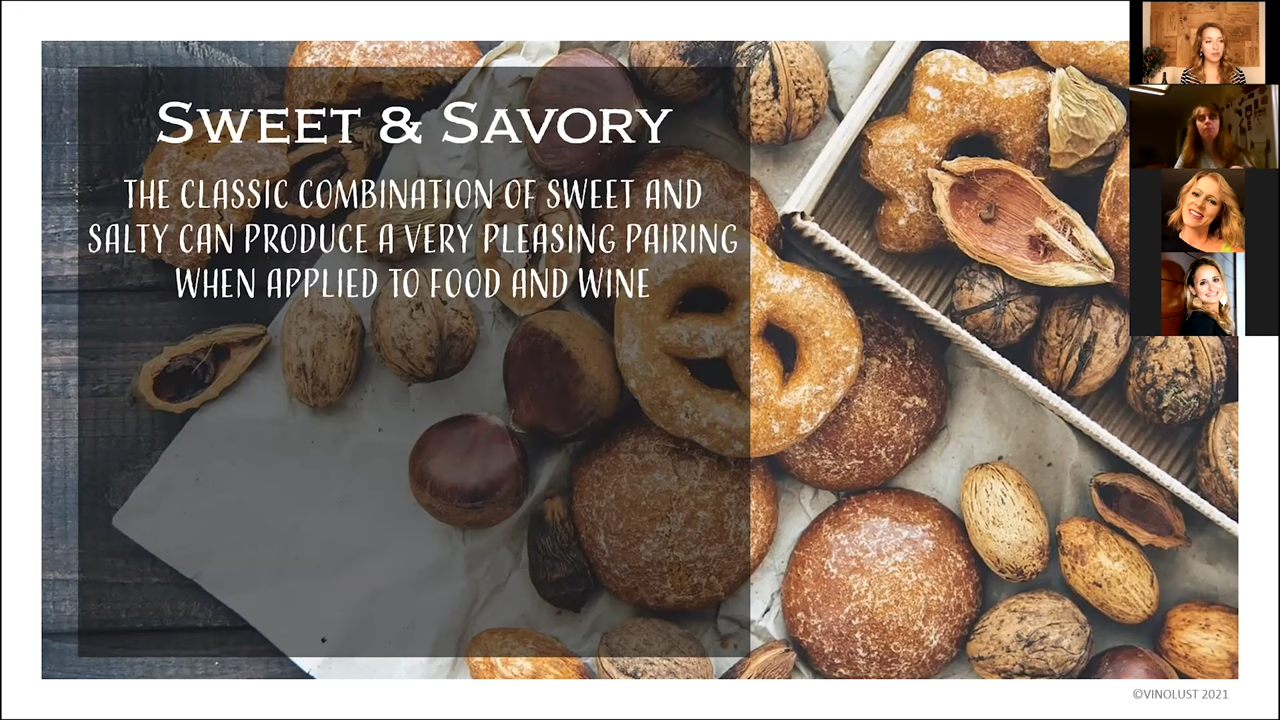 SWEET & SAVORY
THE CLASSIC COMBINATION OF SWEET AND
SALTY CAN PRODUCE A VERY PLEASING PAIRING
WHEN APPLIED TO FOOD AND WINE
©VINOLUST 2021